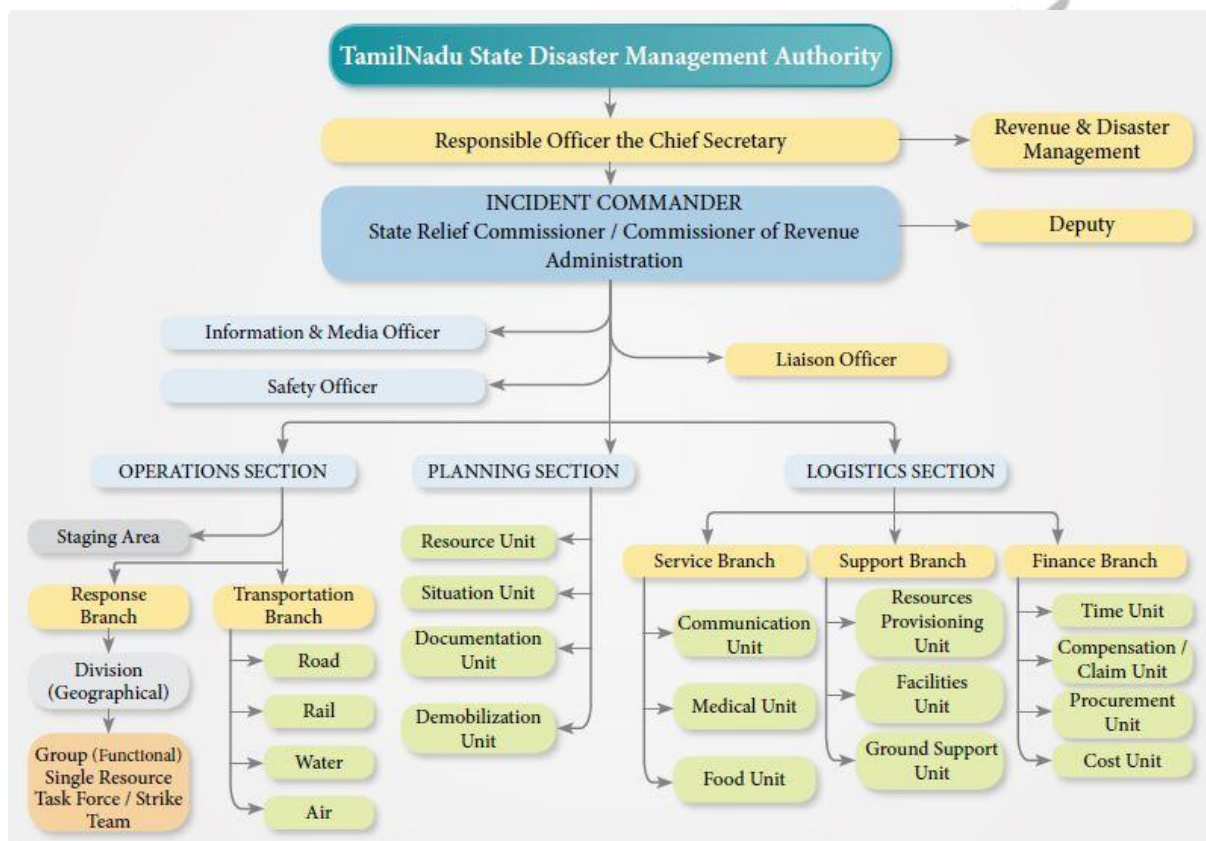 TamilNadu State Disaster Management Authority
Responsible Officer the Chief Secretary
Revenue & Disaster
Management
INCIDENT COMMANDER
State Relief Commissioner / Commissioner of Revenue
Administration
Deputy
Information & Media Officer
Liaison Officer
Safety Officer
OPERATIONS SECTION
PLANNING SECTION
LOGISTICS SECTION
Staging Area
Response
Branch
Division
(Geographical)
Group (Functional)
Single Resource
Task Force / Strike
Team
Transportation
Branch
Road
Rail
Water
Air
Resource Unit
Situation Unit
Documentation
Unit
Demobilization
Unit
Service Branch
Communication
Unit
Medical Unit
Food Unit
Support Branch
Resources
Provisioning
Unit
Facilities
Unit
Ground Support
Unit
Finance Branch
Time Unit
Compensation /
Claim Unit
Procurement
Unit
Cost Unit